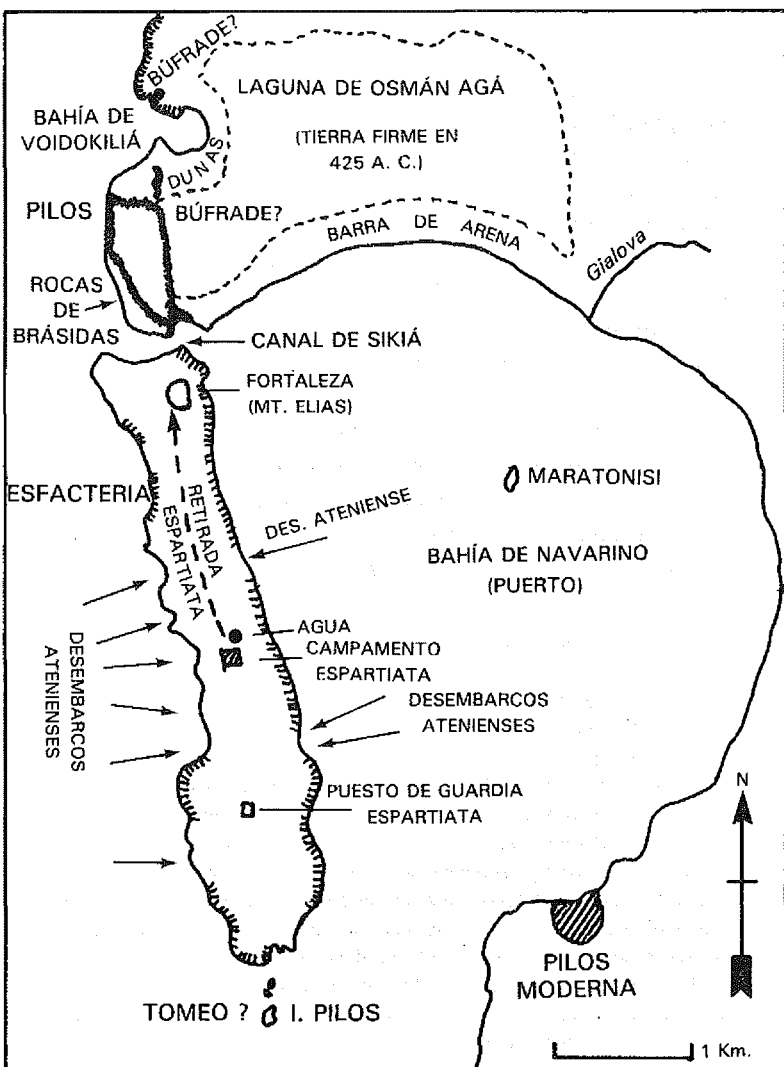 BÚFRADE?
LAGUNA DE OSMÁN AGÁ
BAHÍA DE
VOIDOKILIÁ
(TIERRA FIRME EN
425 A. C.)
DUNAS
PILOS
BÚFRADE?
BARRA DE ARENA
Gialova
ROCAS
DE
BRÁSIDAS
CANAL DE SIKIÁ
FORTALEZA
(MT. ELIAS)
ESFACTERIA
RETIRADA
ESPARTIATA
DES. ATENIENSE
MARATONISI
BAHÍA DE NAVARINO
(PUERTO)
AGUA
CAMPAMENTO
ESPARTIATA
DESEMBARCOS
ATENIENSES
DESEMBARCOS
ATENIENSES
PUESTO DE GUARDIA
ESPARTIATA
N
PILOS
MODERNA
TOMEO ? I. PILOS
1 Km.